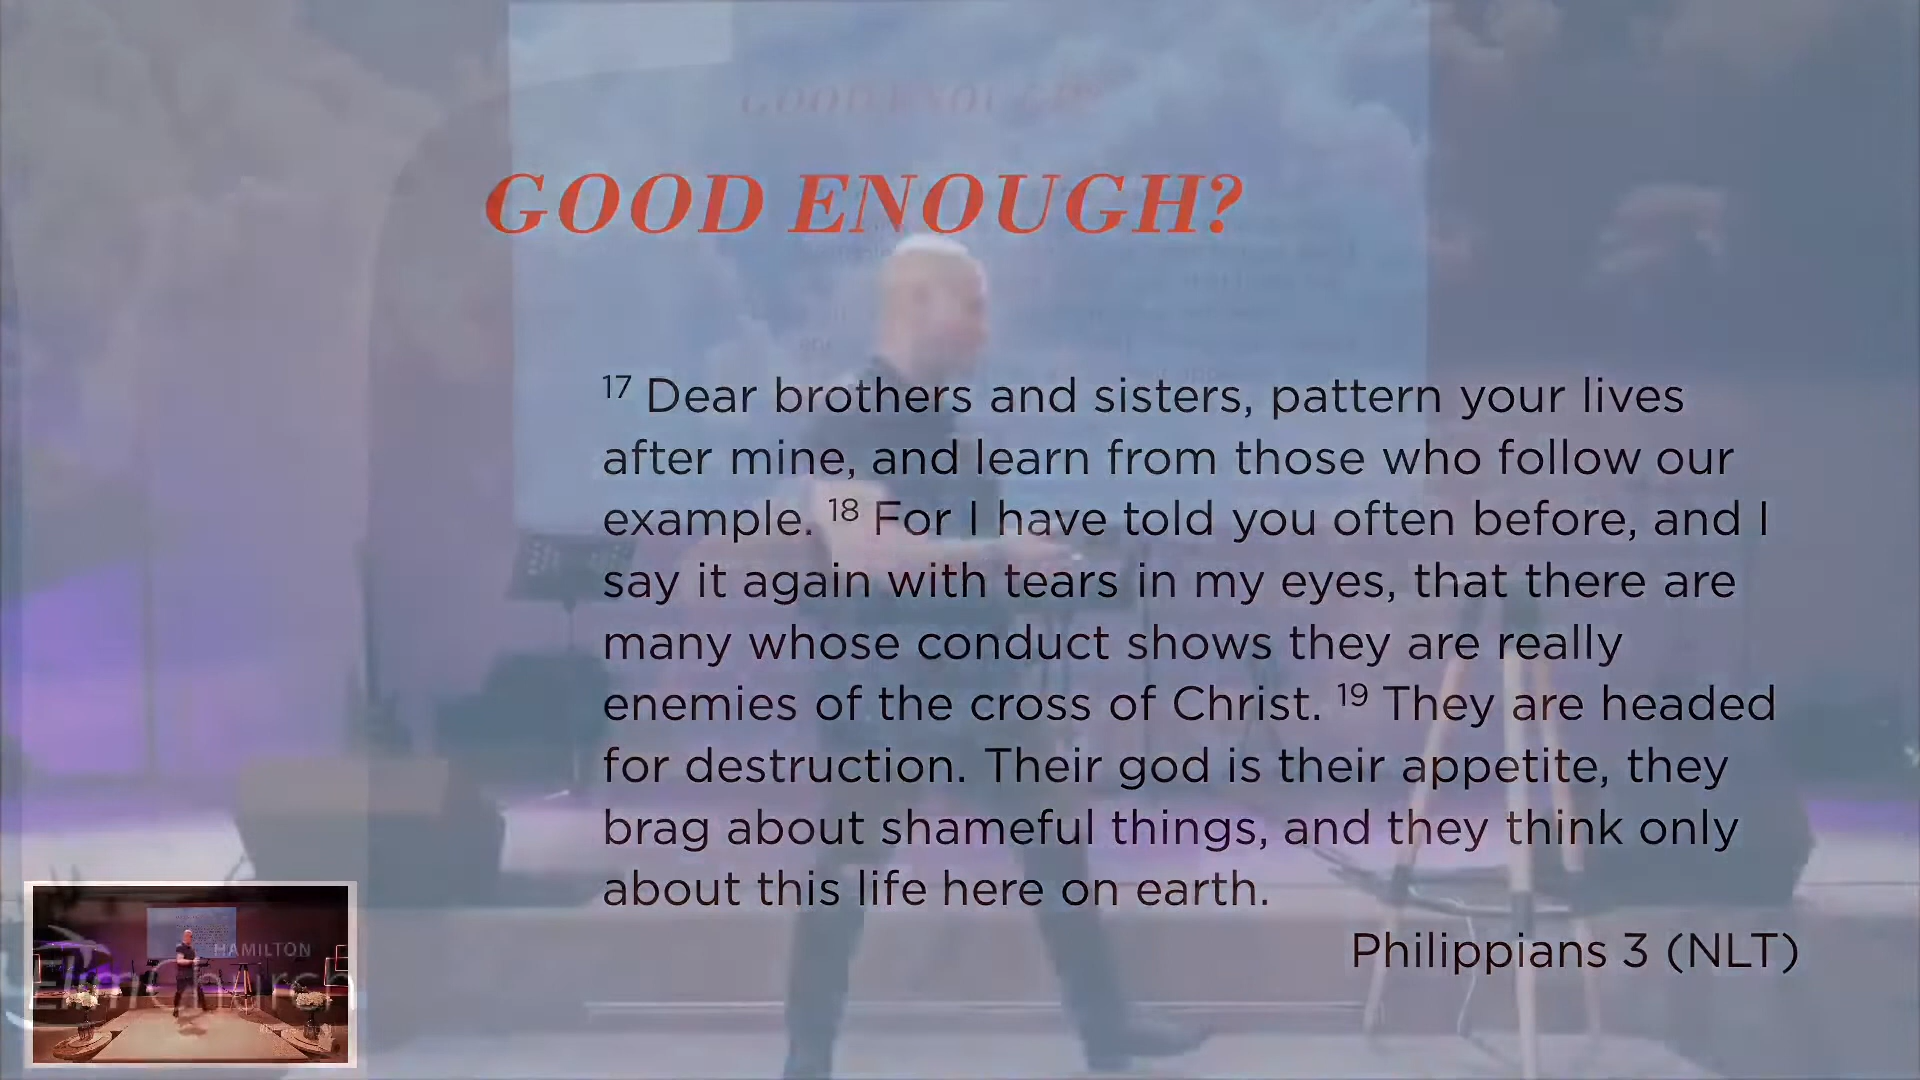 GOOD ENOUGH?
GOOD ENOUGH?
17 Dear brothers and sisters, pattern your lives
after mine, and learn from those who follow our
example. 18 For I have told you often before, and I
say it again with tears in my eyes, that there are
many whose conduct shows they are really
enemies of the cross of Christ. 19 They are headed
for destruction. Their god is their appetite, they
brag about shameful things, and they think only
about this life here on earth.
Philippians 3 (NLT)
HAMILTON
Elim Church